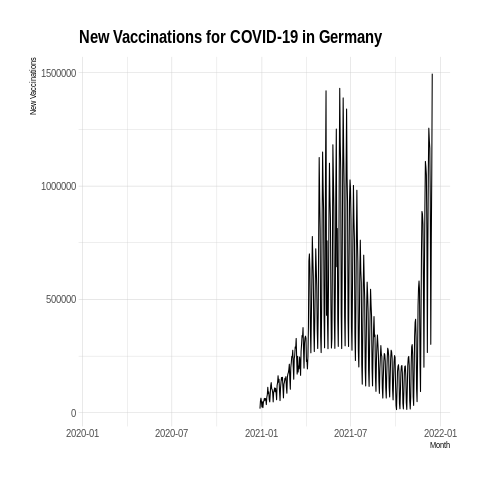 New Vaccinations for COVID-19 in Germany
New Vaccinations
1500000
1000000
500000
0
2020-01 2020-07 2021-01 2021-07 2022-01
Month